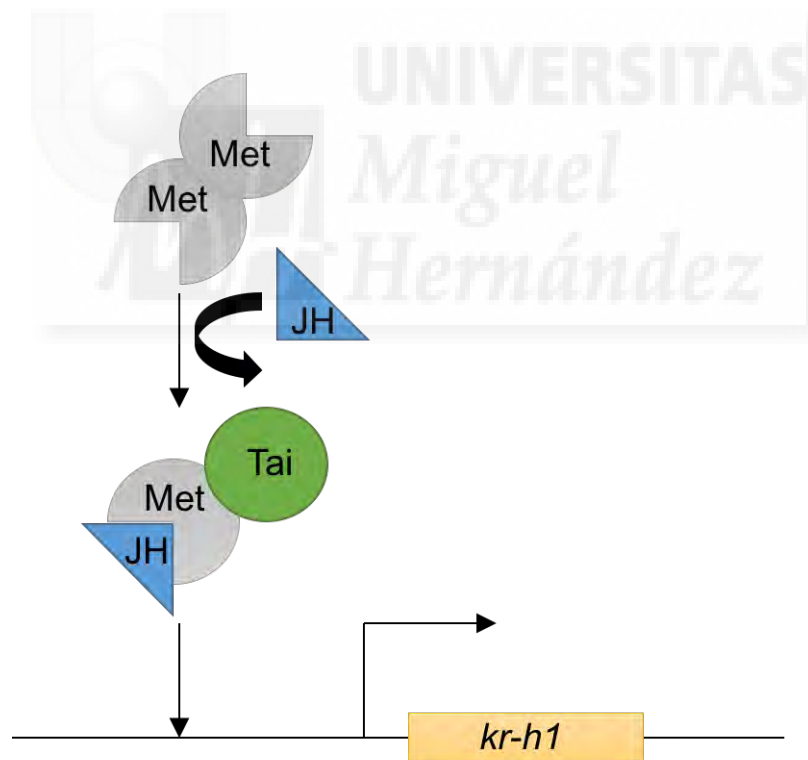 UNIVERSITAS
Miguel
Hernández
Met
Met
JH
Tai
Met
JH
kr-h1